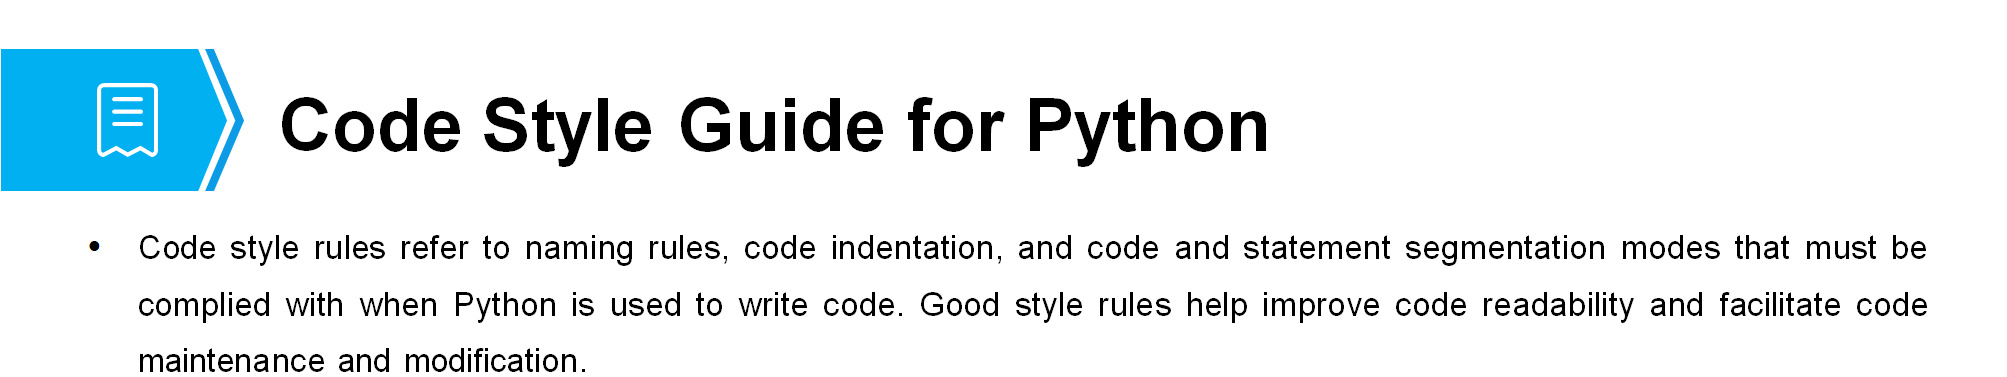 Code Style Guide for Python
• Code style rules refer to naming rules, code indentation, and code and statement segmentation modes that must be
complied with when Python is used to write code. Good style rules help improve code readability and facilitate code
maintenance and modification.